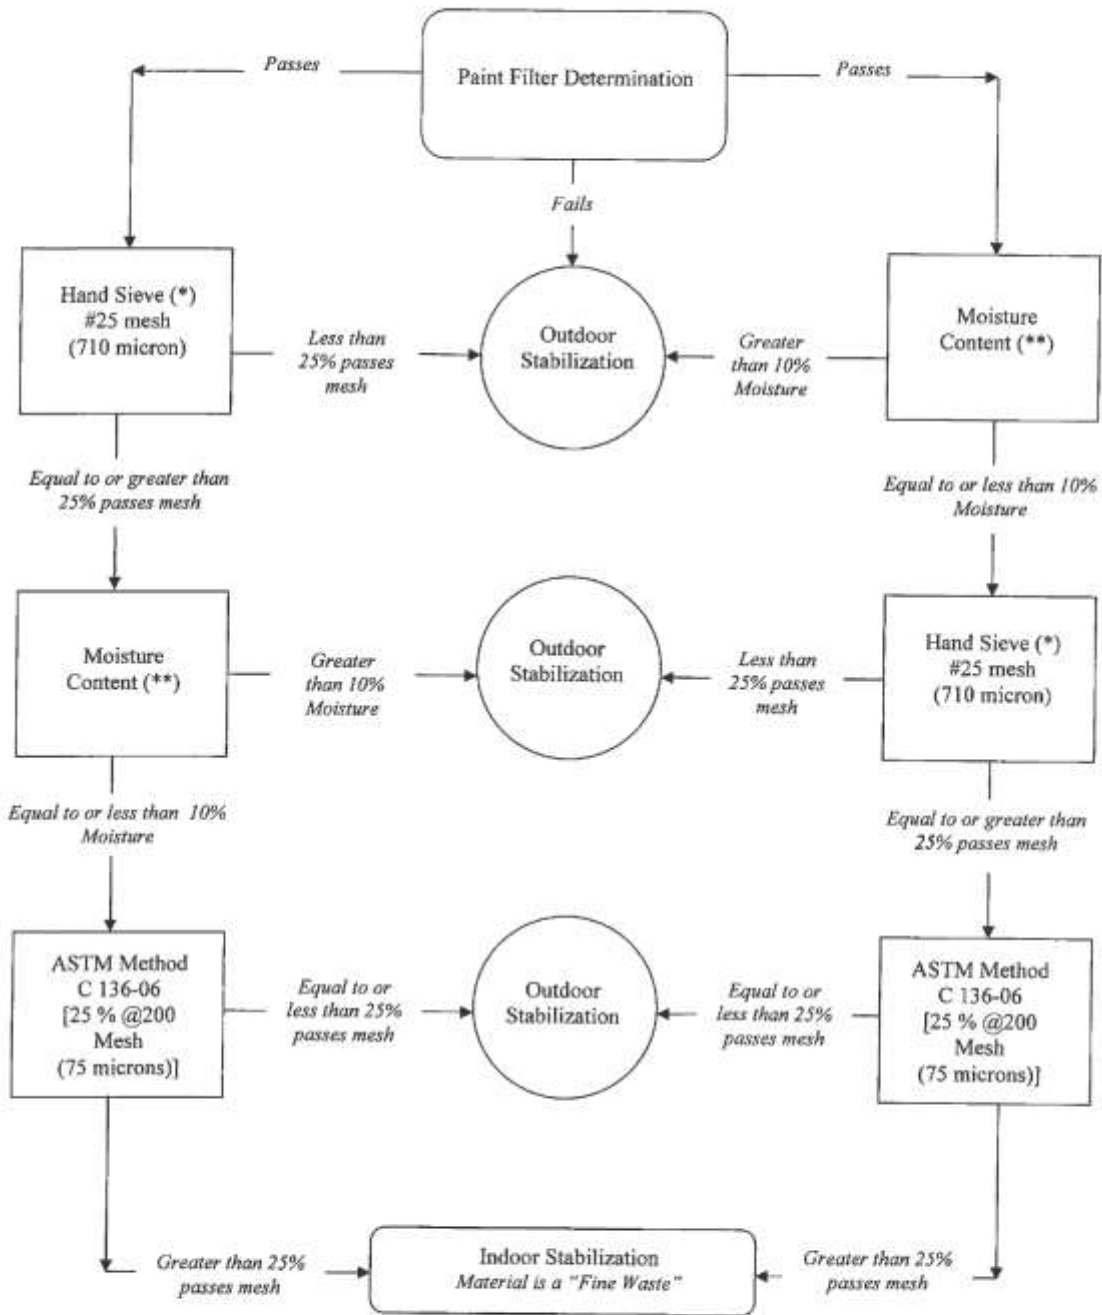 Passes
Paint Filter Determination
Passes
Fails
Hand Sieve (*)
#25 mesh
(710 micron)
Less than
25% passes
mesh
Outdoor
Stabilization
Greater
than 10%
Moisture
Moisture
Content (**)
Equal to or greater than
25% passes mesh
Equal to or less than 10%
Moisture
Moisture
Content (**)
Greater
than 10%
Moisture
Outdoor
Stabilization
Less than
25% passes
mesh
Hand Sieve (*)
#25 mesh
(710 micron)
Equal to or less than 10%
Moisture
Equal to or greater than
25% passes mesh
ASTM Method
C 136-06
[25 % @200
Mesh
(75 microns)]
Equal to or
less than 25%
passes mesh
Outdoor
Stabilization
Equal to or
less than 25%
passes mesh
ASTM Method
C 136-06
[25 % @200
Mesh
(75 microns)]
Greater than 25%
passes mesh
Indoor Stabilization
Material is a "Fine Waste"
Greater than 25%
passes mesh